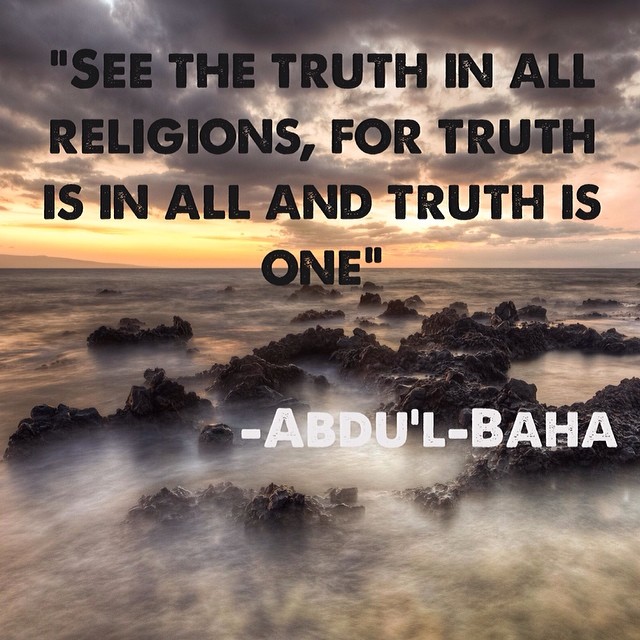 "See the truth in all
religions, for truth
is in all and truth is
one"
-Abdu'l-Baha